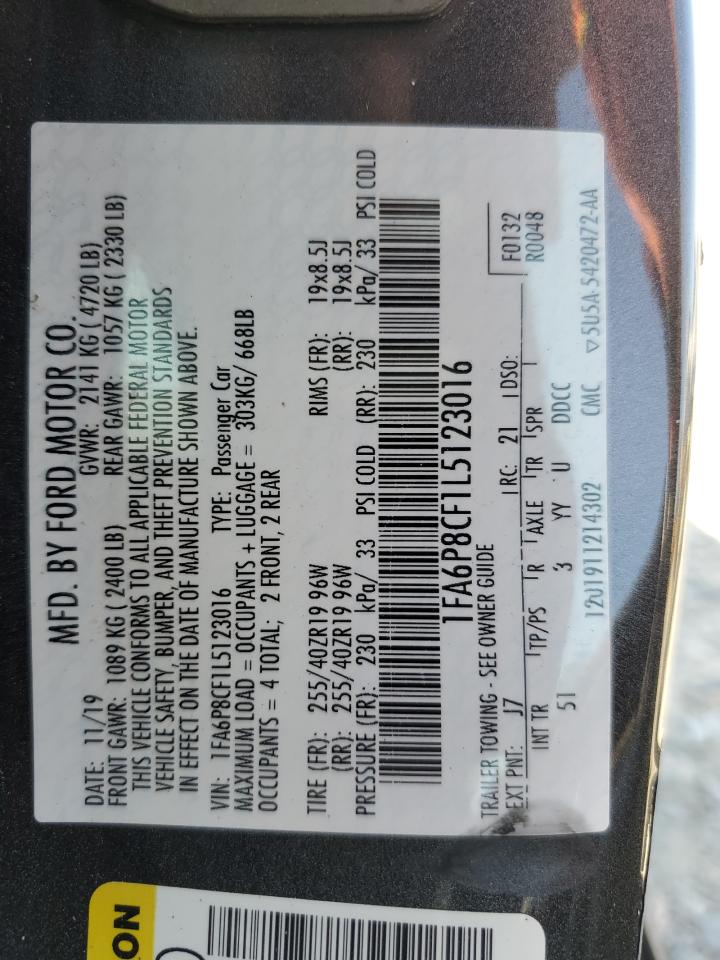 MFD. BY FORD MOTOR CO.
DATE: 11/19 GVWR: 2141 KG ( 4720 LB)
FRONT GAWR: 1089 KG ( 2400 LB) REAR GAWR: 1057 KG ( 2330 LB)
THIS VEHICLE CONFORMS TO ALL APPLICABLE FEDERAL MOTOR
VEHICLE SAFETY, BUMPER, AND THEFT PREVENTION STANDARDS
IN EFFECT ON THE DATE OF MANUFACTURE SHOWN ABOVE.
VIN: 1FA6P8CF1L5123016 TYPE: Passenger Car
MAXIMUM LOAD = OCCUPANTS + LUGGAGE = 303KG/ 668LB
OCCUPANTS = 4 TOTAL; 2 FRONT, 2 REAR
TIRE (FR): 255/40ZR19 96W RIMS (FR): 19x8.5J
(RR): 255/40ZR19 96W (RR): 19x8.5J
PRESSURE (FR): 230 kPa/ 33 PSI COLD (RR): 230 kPa/ 33 PSI COLD
1FA6P8CF1L5123016
TRAILER TOWING - SEE OWNER GUIDE
EXT PNT: J7 RC: 21 DSO: F0132
INT TR TP/PS R AXLE TR SPR R0048
51 3 YY U DDCC
1201911214302 CMC ▽5U5A-5420472-AA
ON